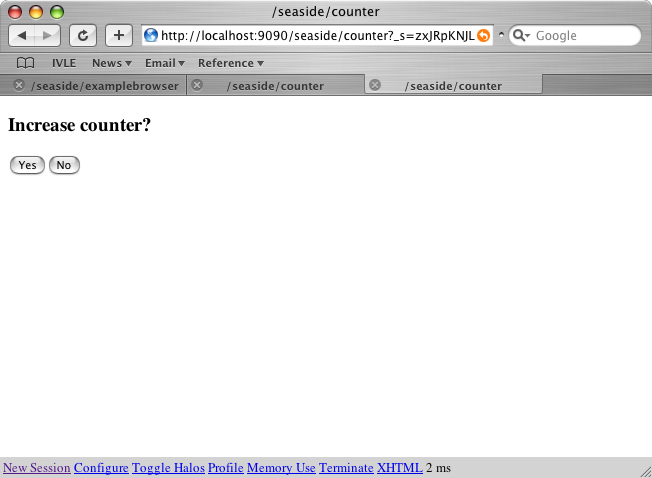 /seaside/counter
http://localhost:9090/seaside/counter?_s=zxJRpKNJL Google
IVLE News Email Reference
/seaside/examplebrowser /seaside/counter /seaside/counter
Increase counter?
Yes No
New Session Configure Toggle Halos Profile Memory Use Terminate XHTML 2 ms